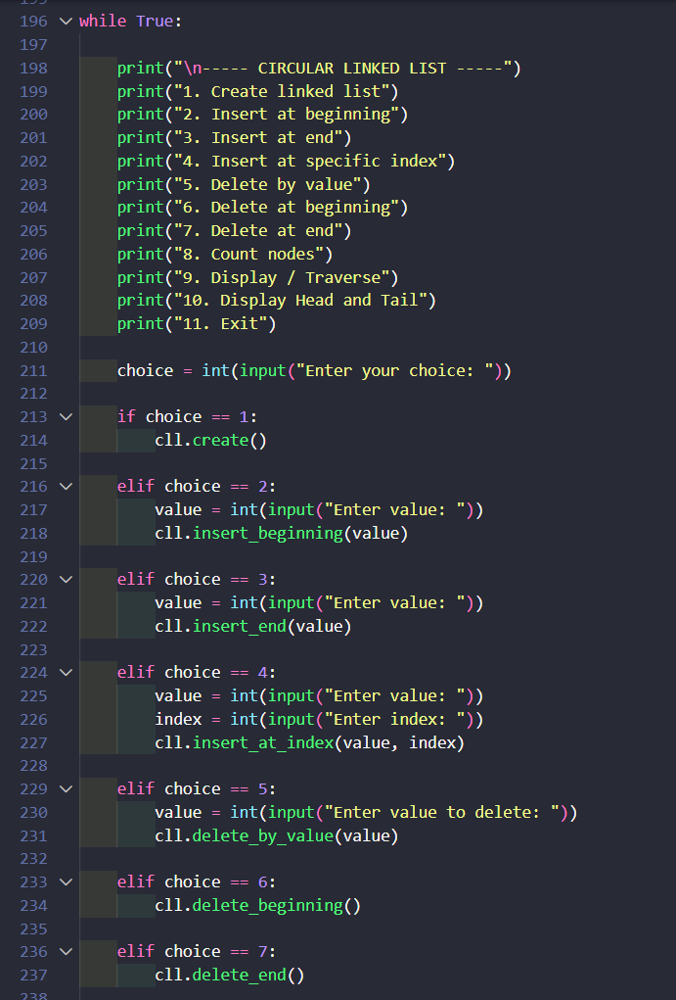 195
196 while True:
197
198 print("\n----- CIRCULAR LINKED LIST -----")
199 print("1. Create linked list")
200 print("2. Insert at beginning")
201 print("3. Insert at end")
202 print("4. Insert at specific index")
203 print("5. Delete by value")
204 print("6. Delete at beginning")
205 print("7. Delete at end")
206 print("8. Count nodes")
207 print("9. Display / Traverse")
208 print("10. Display Head and Tail")
209 print("11. Exit")
210
211 choice = int(input("Enter your choice: "))
212
213 if choice == 1:
214 cll.create()
215
216 elif choice == 2:
217 value = int(input("Enter value: "))
218 cll.insert_beginning(value)
219
220 elif choice == 3:
221 value = int(input("Enter value: "))
222 cll.insert_end(value)
223
224 elif choice == 4:
225 value = int(input("Enter value: "))
226 index = int(input("Enter index: "))
227 cll.insert_at_index(value, index)
228
229 elif choice == 5:
230 value = int(input("Enter value to delete: "))
231 cll.delete_by_value(value)
232
233 elif choice == 6:
234 cll.delete_beginning()
235
236 elif choice == 7:
237 cll.delete_end()
238